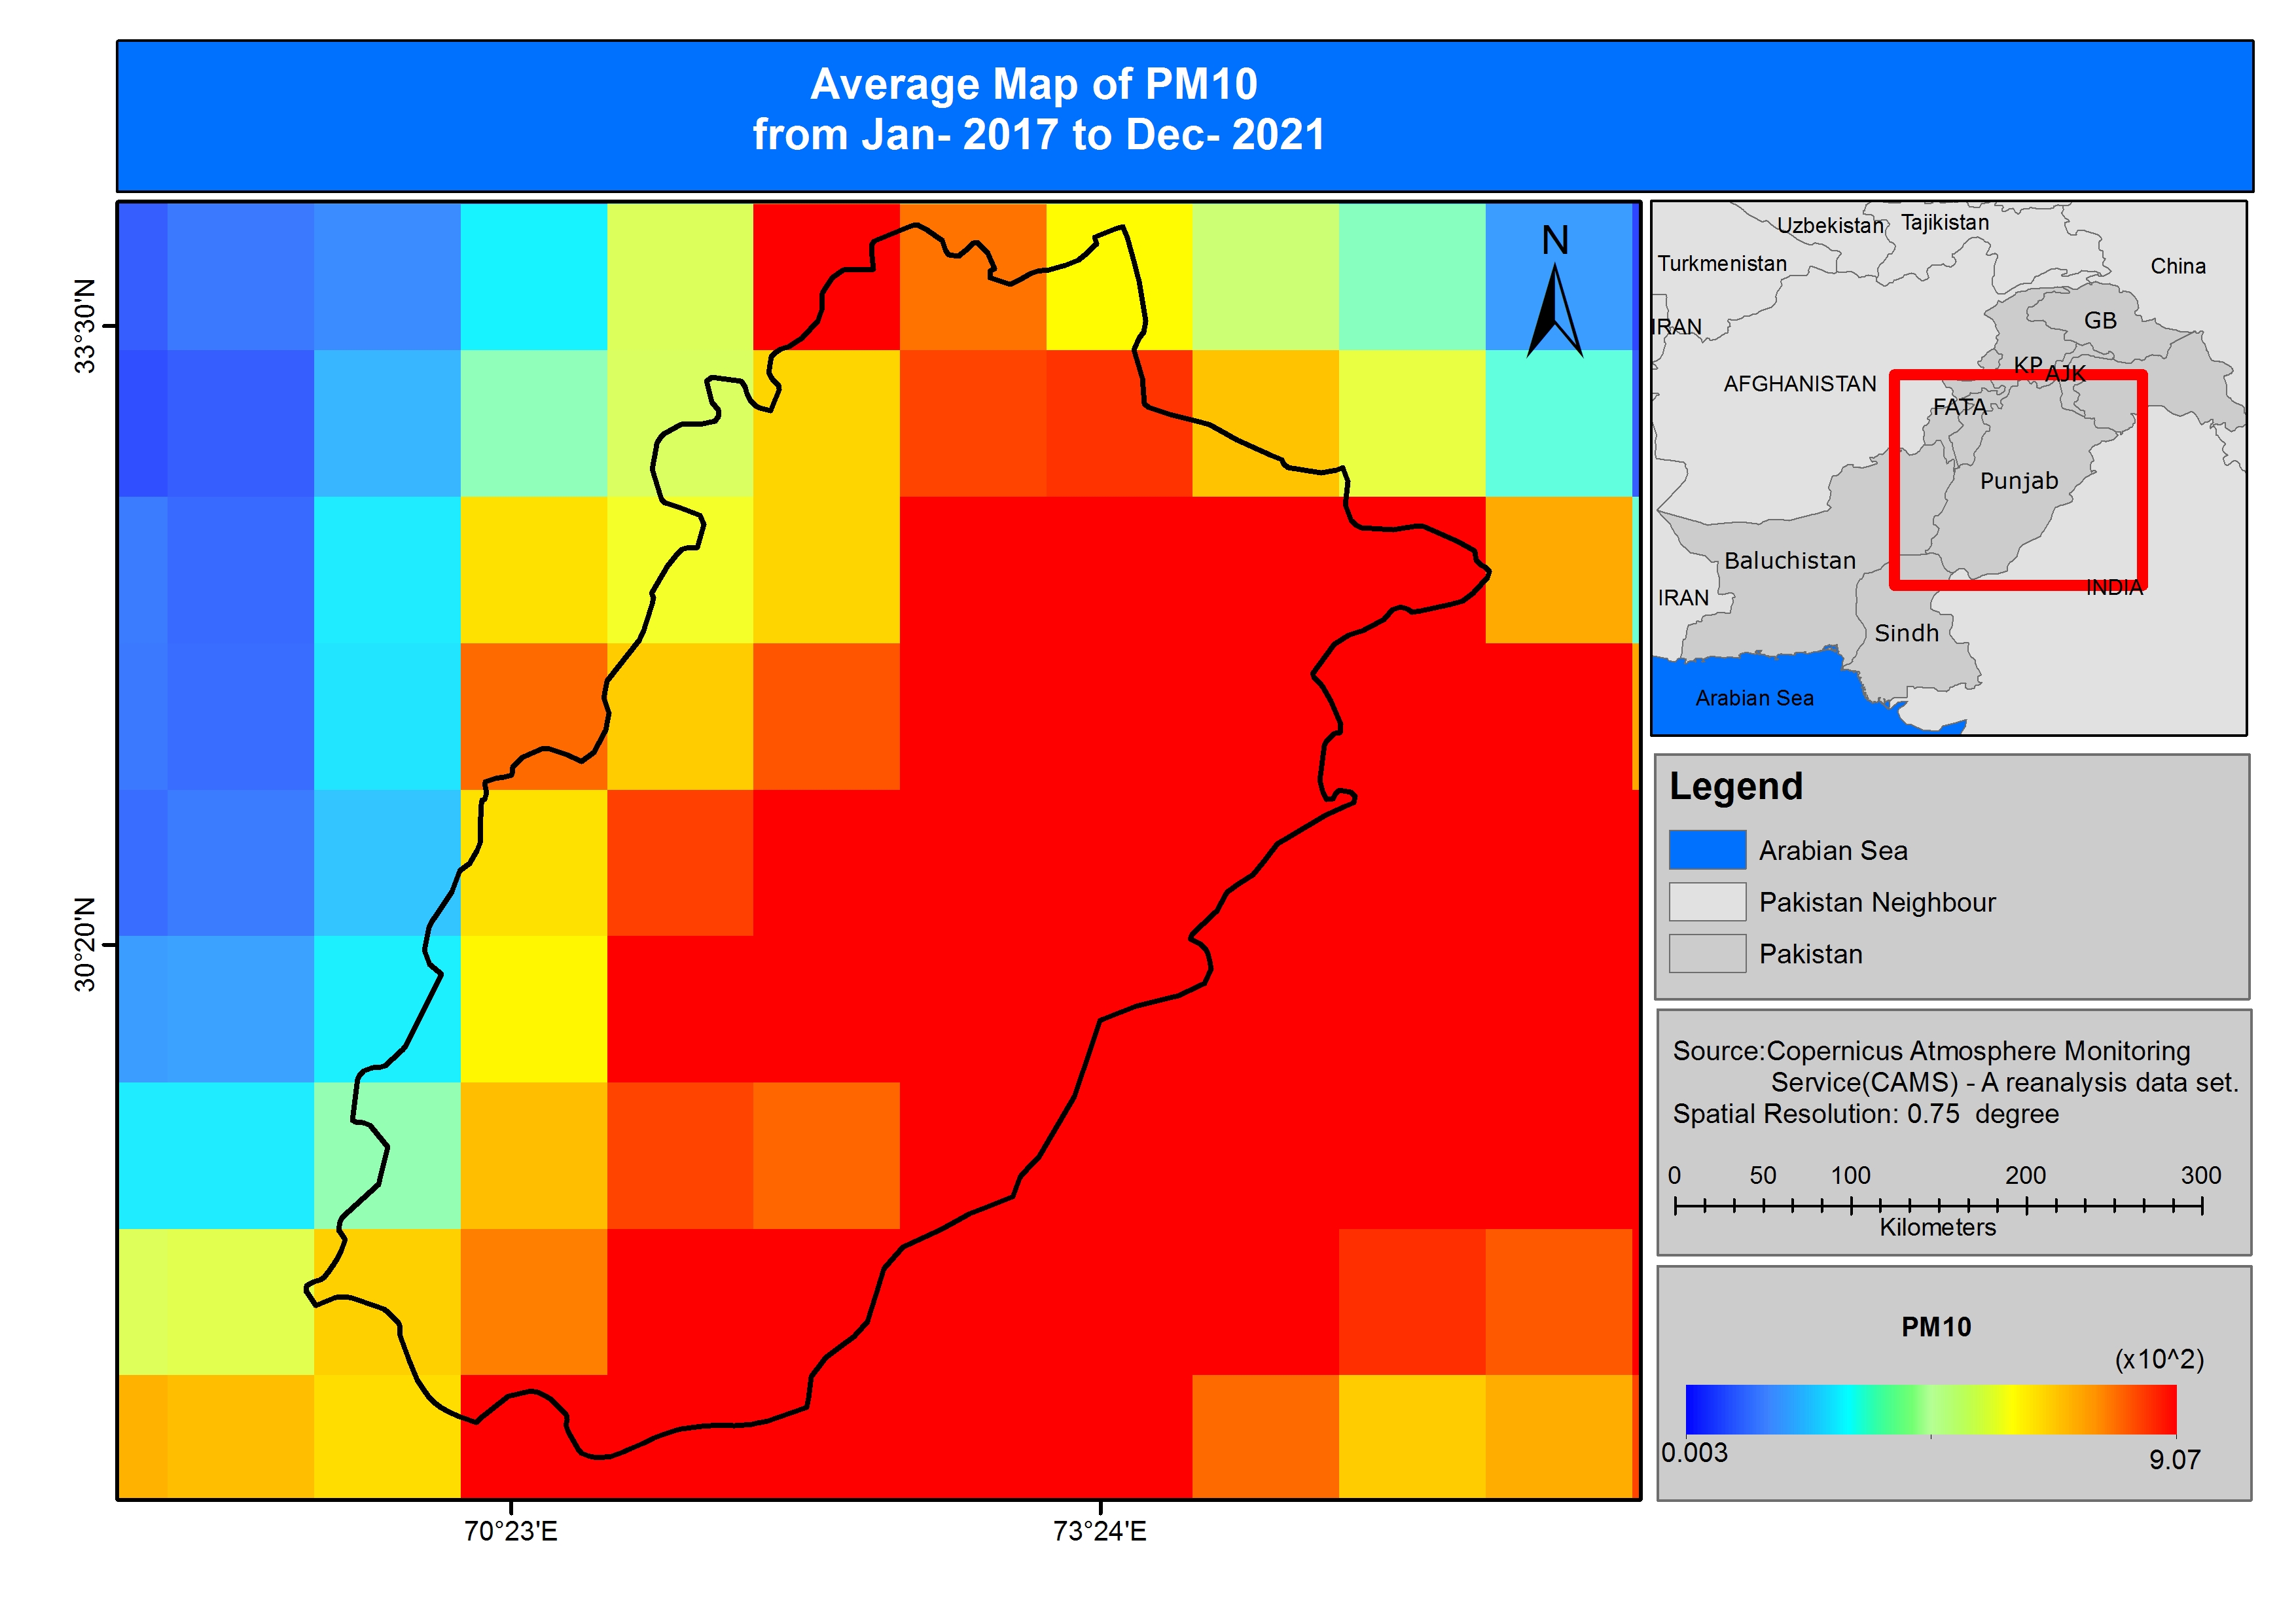 Average Map of PM10
from Jan- 2017 to Dec- 2021
N
33°30'N
30°20'N
70°23'E
73°24'E
Uzbekistan
Tajikistan
Turkmenistan
China
IRAN
GB
KP
AJK
AFGHANISTAN
FATA
Punjab
Baluchistan
IRAN
INDIA
Sindh
Arabian Sea
Legend
Arabian Sea
Pakistan Neighbour
Pakistan
Source:Copernicus Atmosphere Monitoring
Service(CAMS) - A reanalysis data set.
Spatial Resolution: 0.75 degree
0 50 100 200 300
Kilometers
PM10
(x10^2)
0.003
9.07